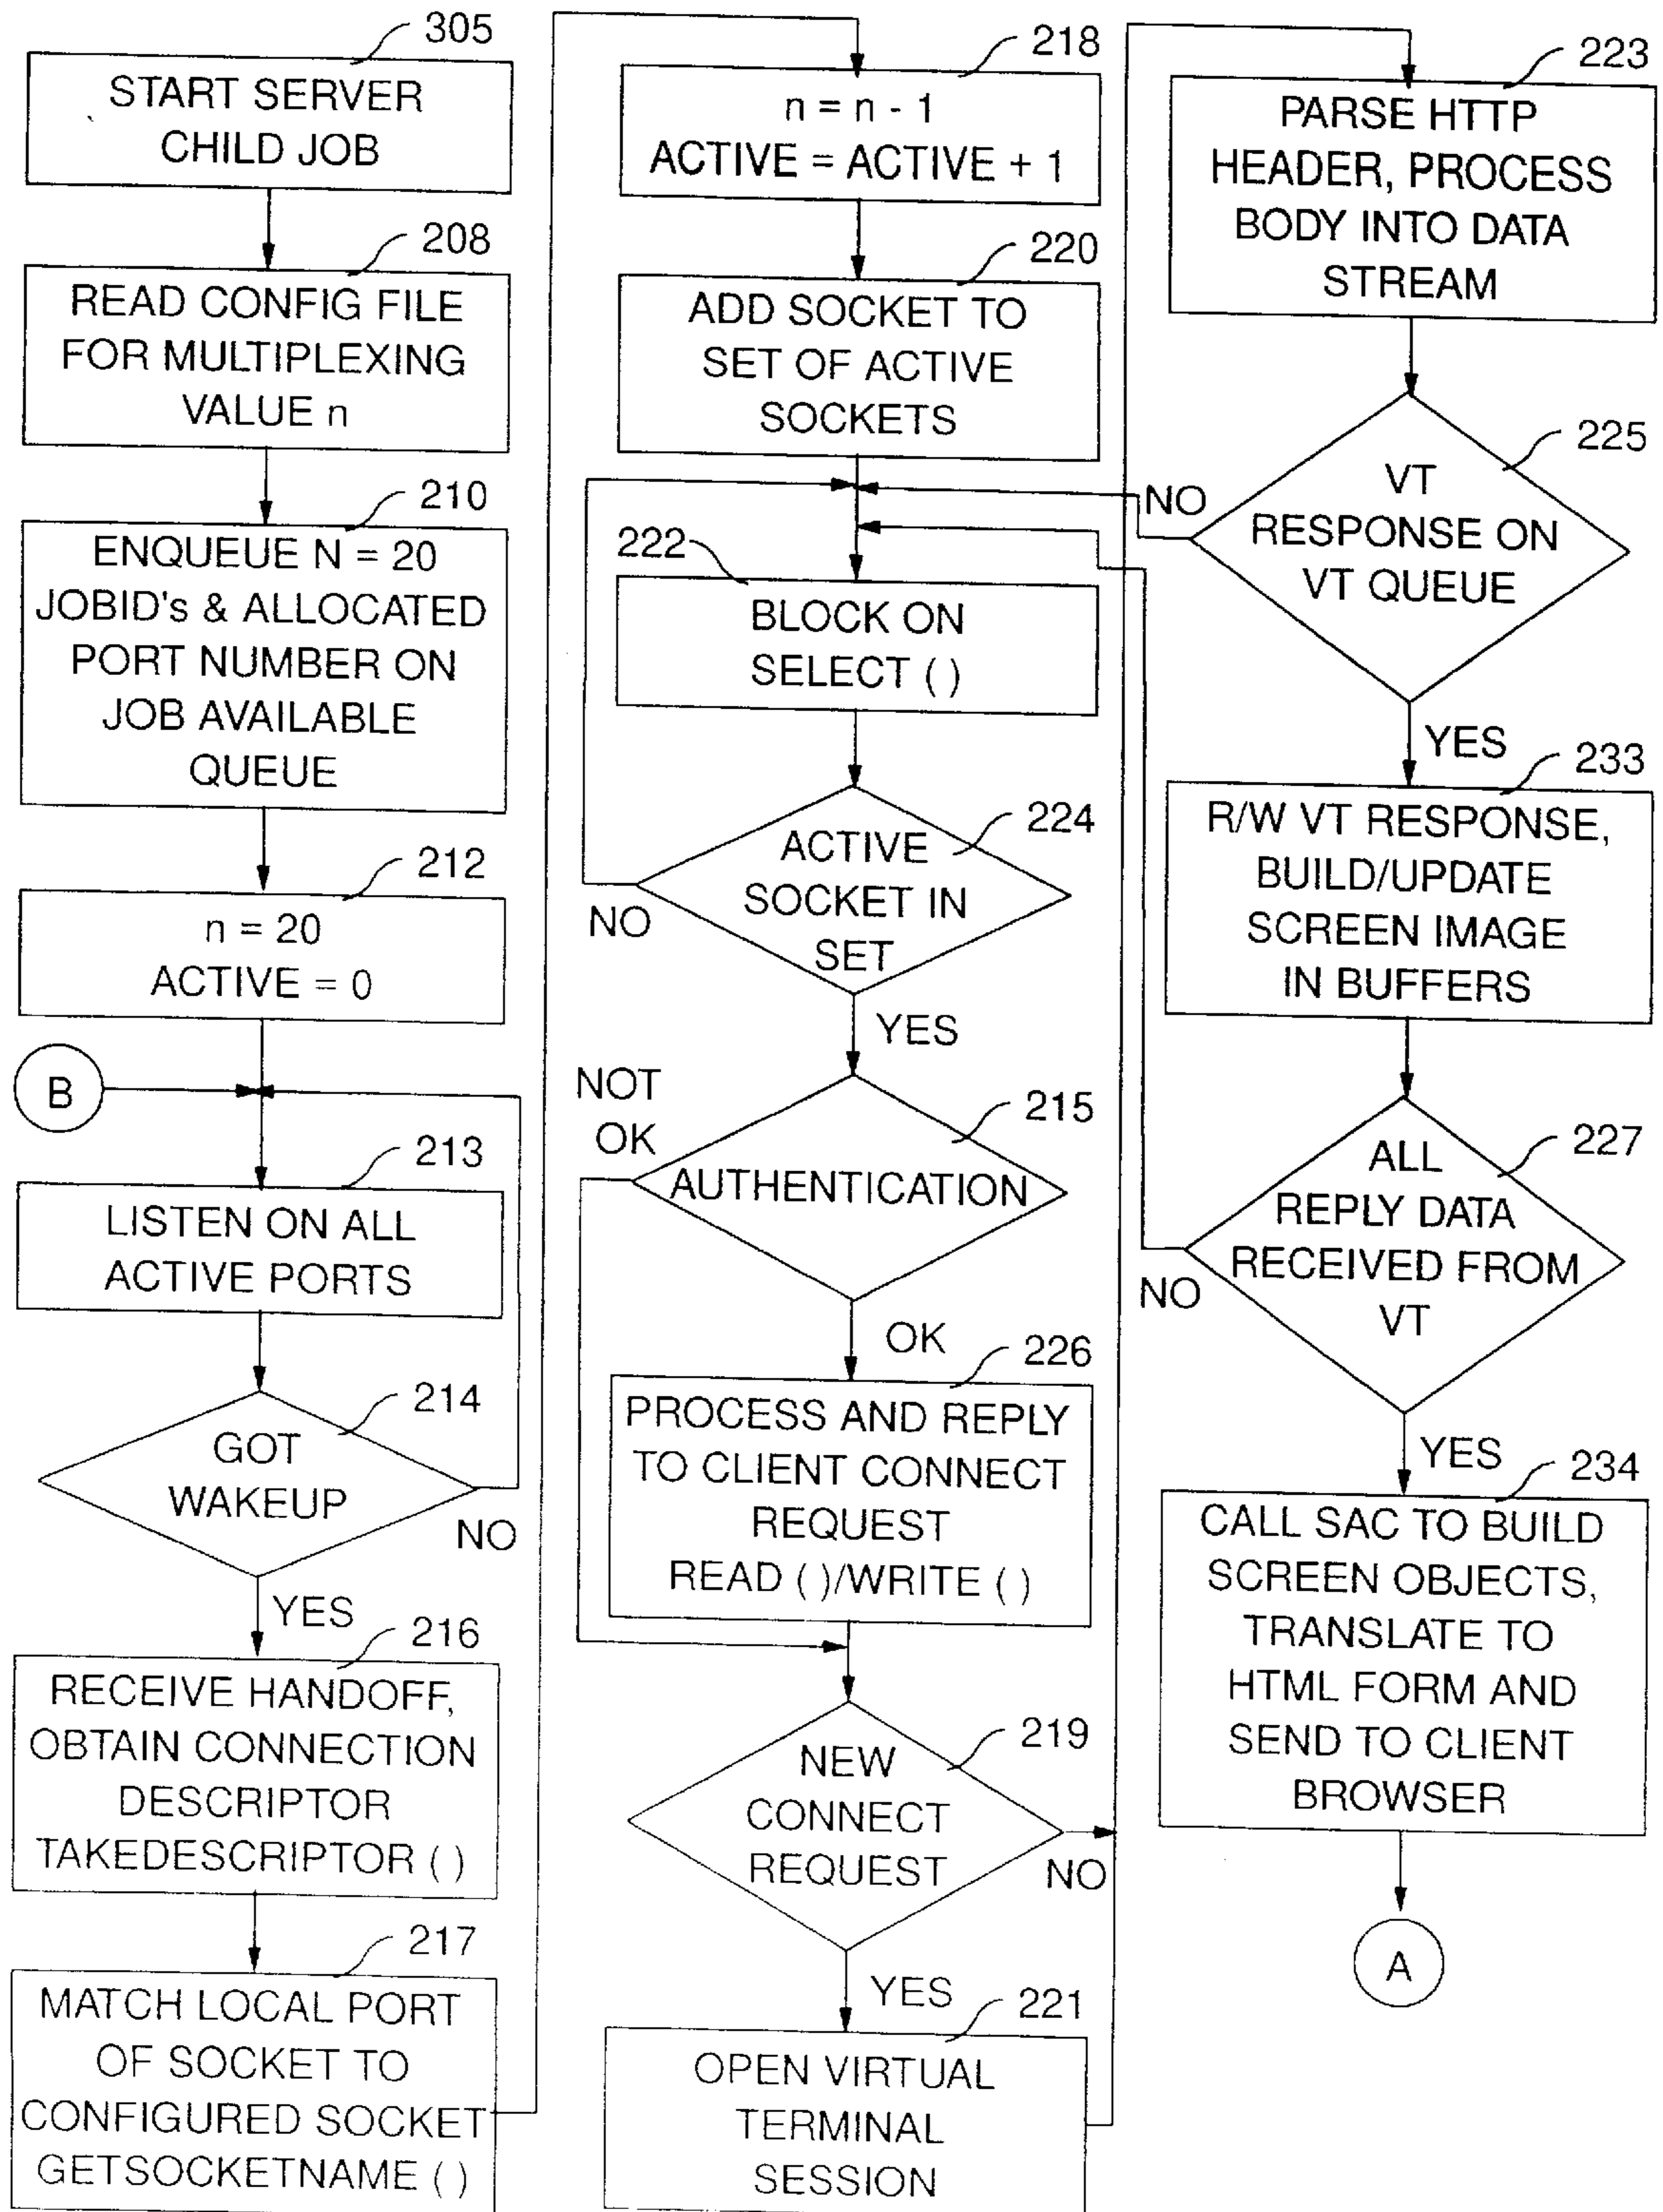 305
START SERVER
CHILD JOB
208
READ CONFIG FILE
FOR MULTIPLEXING
VALUE n
210
ENQUEUE N = 20
JOBID's & ALLOCATED
PORT NUMBER ON
JOB AVAILABLE
QUEUE
212
n = 20
ACTIVE = 0
B
213
LISTEN ON ALL
ACTIVE PORTS
214
GOT
WAKEUP
NO
YES
216
RECEIVE HANDOFF,
OBTAIN CONNECTION
DESCRIPTOR
TAKEDESCRIPTOR ( )
217
MATCH LOCAL PORT
OF SOCKET TO
CONFIGURED SOCKET
GETSOCKETNAME ( )
218
n = n - 1
ACTIVE = ACTIVE + 1
220
ADD SOCKET TO
SET OF ACTIVE
SOCKETS
222
BLOCK ON
SELECT ( )
224
ACTIVE
SOCKET IN
SET
NO
YES
NOT
OK
215
AUTHENTICATION
OK
226
PROCESS AND REPLY
TO CLIENT CONNECT
REQUEST
READ ( )/WRITE ( )
219
NEW
CONNECT
REQUEST
NO
YES
221
OPEN VIRTUAL
TERMINAL
SESSION
223
PARSE HTTP
HEADER, PROCESS
BODY INTO DATA
STREAM
225
NO
VT
RESPONSE ON
VT QUEUE
YES
233
R/W VT RESPONSE,
BUILD/UPDATE
SCREEN IMAGE
IN BUFFERS
227
ALL
REPLY DATA
RECEIVED FROM
VT
NO
YES
234
CALL SAC TO BUILD
SCREEN OBJECTS,
TRANSLATE TO
HTML FORM AND
SEND TO CLIENT
BROWSER
A